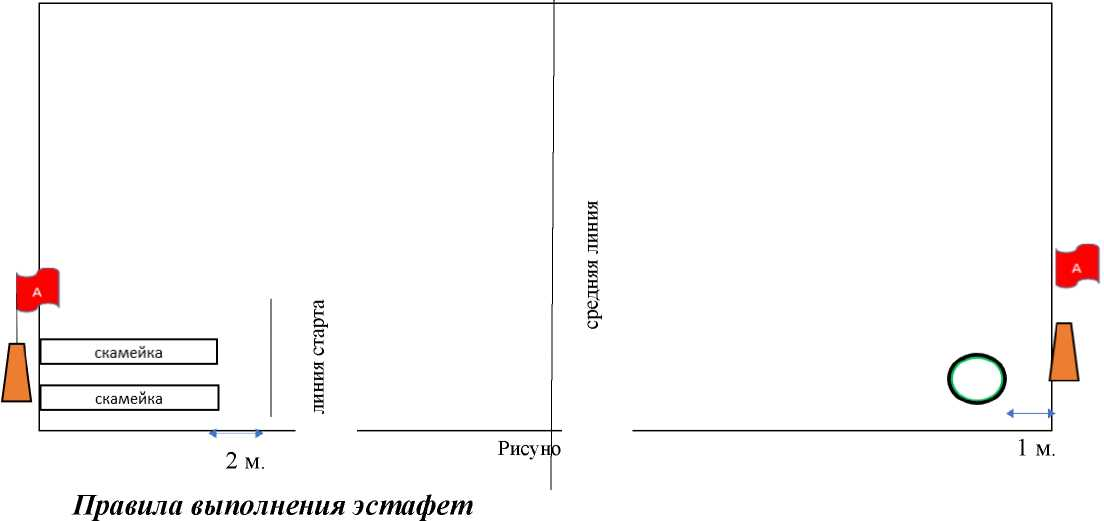 А
А
средняя линия
линия старта
скамейка
скамейка
Рисуно
2 м.
1 м.
Правила выполнения эстафет